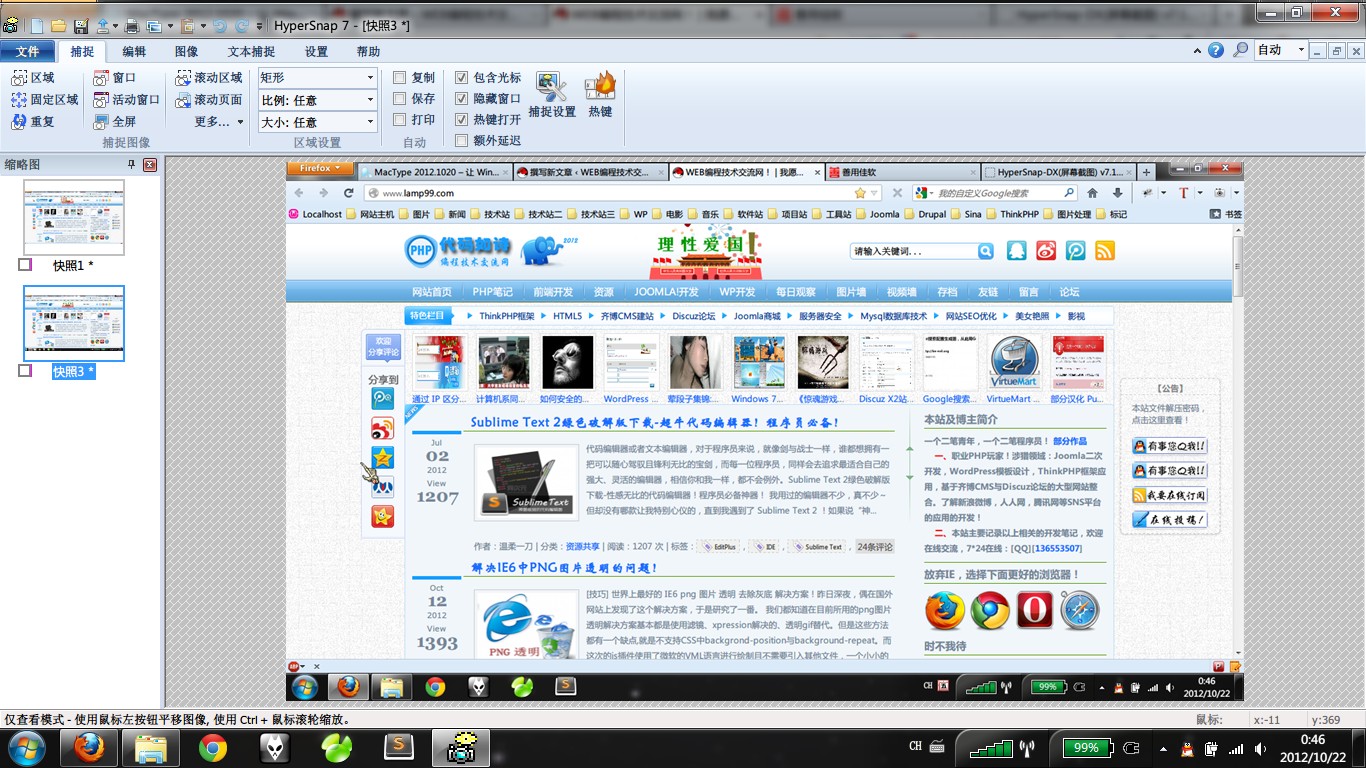 HyperSnap 7 - [快照3 *]
文件 捕捉 编辑 图像 文本捕捉 设置 帮助
自动
区域 窗口 滚动区域 矩形 复制 包含光标
固定区域 活动窗口 滚动页面 比例: 任意 保存 隐藏窗口 捕捉设置 热键
重复 全屏 更多... 大小: 任意 打印 热键打开
额外延迟
捕捉图像 区域设置 自动
缩略图
快照1 *
快照3 *
Firefox
MacType 2012.1020 – 让 Win...
撰写新文章 ‹ WEB编程技术交...
WEB编程技术交流网！ | 我愿...
善用佳软
HyperSnap-DX(屏幕截图) v7.1...
www.lamp99.com
我的自定义Google搜索
Localhost 网站主机 图片 新闻 技术站 技术站二 技术站三 WP 电影 音乐 软件站 项目站 工具站 Joomla Drupal Sina ThinkPHP 图片处理 标记 书签
PHP 代码如诗 2012
编程技术交流网
理性爱国！
请输入关键词...
网站首页 PHP笔记 前端开发 资源 JOOMLA!开发 WP开发 每日观察 图片墙 视频墙 存档 友链 留言 论坛
特色栏目 ThinkPHP框架 HTML5 齐博CMS建站 Discuz论坛 Joomla商城 服务器安全 Mysql数据库技术 网站SEO优化 美女艳照 影视
欢迎
分享评论
分享到
VirtueMart
通过 IP 区分... 计算机系同... 如何安全的... WordPress ... 荤段子集锦:... Windows 7... 《惊魂游戏... Discuz X2站... Google搜索... VirtueMart ... 部分汉化 Pu...
NEWS
Sublime Text 2绿色破解版下载-超牛代码编辑器！程序员必备！
Jul
02
2012
View
1207
SublimeText
代码编辑器或者文本编辑器，对于程序员来说，就像剑与战士一样，谁都想拥有一
把可以随心驾驭且锋利无比的宝剑，而每一位程序员，同样会去追求最适合自己的
强大、灵活的编辑器，相信你和我一样，都不会例外。Sublime Text 2绿色破解版
下载-性感无比的代码编辑器！程序员必备神器！ 我用过的编辑器不少，真不少～
但却没有哪款让我特别心仪的，直到我遇到了 Sublime Text 2 ！如果说“神...
作者：温柔一刀 | 分类：资源共享 | 阅读：1207 次 | 标签： EditPlus , IDE , Sublime Text , 24条评论
解决IE6中PNG图片透明的问题！
Oct
12
2012
View
1393
PNG 透明
[技巧] 世界上最好的 IE6 png 图片 透明 去除灰底 解决方案！昨日深夜，偶在国外
网站上发现了这个解决方案，于是研究了一番。 我们都知道在目前所用的png图片
透明解决方案基本都是使用滤镜、xpression解决的、透明gif替代。但是这些方法
都有一个缺点,就是不支持CSS中backgrond-position与background-repeat。而
这次的js插件使用了微软的VML语言进行绘制且不需要引入其他文件，一个小小的
本站及博主简介
一个二笔青年，一个二笔程序员！ 部分作品
一、职业PHP玩家！涉猎领域：Joomla二次
开发，WordPress模板设计，ThinkPHP框架应
用，基于齐博CMS与Discuz论坛的大型网站整
合。了解新浪微博，人人网，腾讯网等SNS平台
的应用的开发！
二、本站主要记录以上相关的开发笔记，欢迎
在线交流，7*24在线：[QQ][136553507]
放弃IE，选择下面更好的浏览器！
时不我待
【公告】
本站文件解压密码，
点击这里查看！
有事您Q我!!
有事您Q我!!
我要在线订阅
在线投稿!
CH 99% 0:46
2012/10/22
仅查看模式 - 使用鼠标左按钮平移图像, 使用 Ctrl + 鼠标滚轮缩放。
鼠标: x:-11 y:369
CH 99% 0:46
2012/10/22